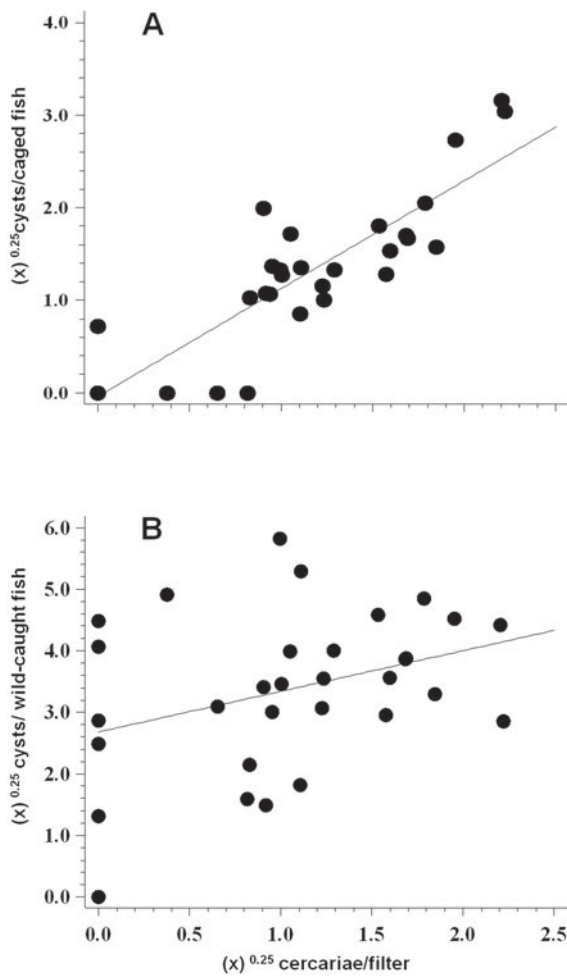 A
4.0
3.0
2.0
1.0
0.0
(x) 0.25cysts/caged fish
B
6.0
5.0
4.0
3.0
2.0
1.0
0.0
(x) 0.25 cysts/ wild-caught fish
0.0 0.5 1.0 1.5 2.0 2.5
(x) 0.25 cercariae/filter